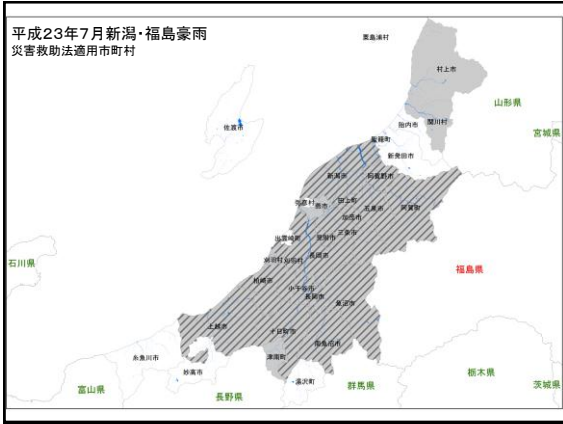 平成23年7月新潟・福島豪雨
災害救助法適用市町村
粟島浦村
村上市
山形県
関川村
胎内市
宮城県
佐渡市
聖籠町
新発田市
新潟市
阿賀野市
弥彦村
燕市
田上町
五泉市
阿賀町
加茂市
出雲崎町
見附市
三条市
長岡市
石川県
刈羽村
刈羽村
福島県
柏崎市
小千谷市
長岡市
魚沼市
上越市
十日町市
南魚沼市
糸魚川市
津南町
妙高市
湯沢町
群馬県
栃木県
富山県
長野県
茨城県